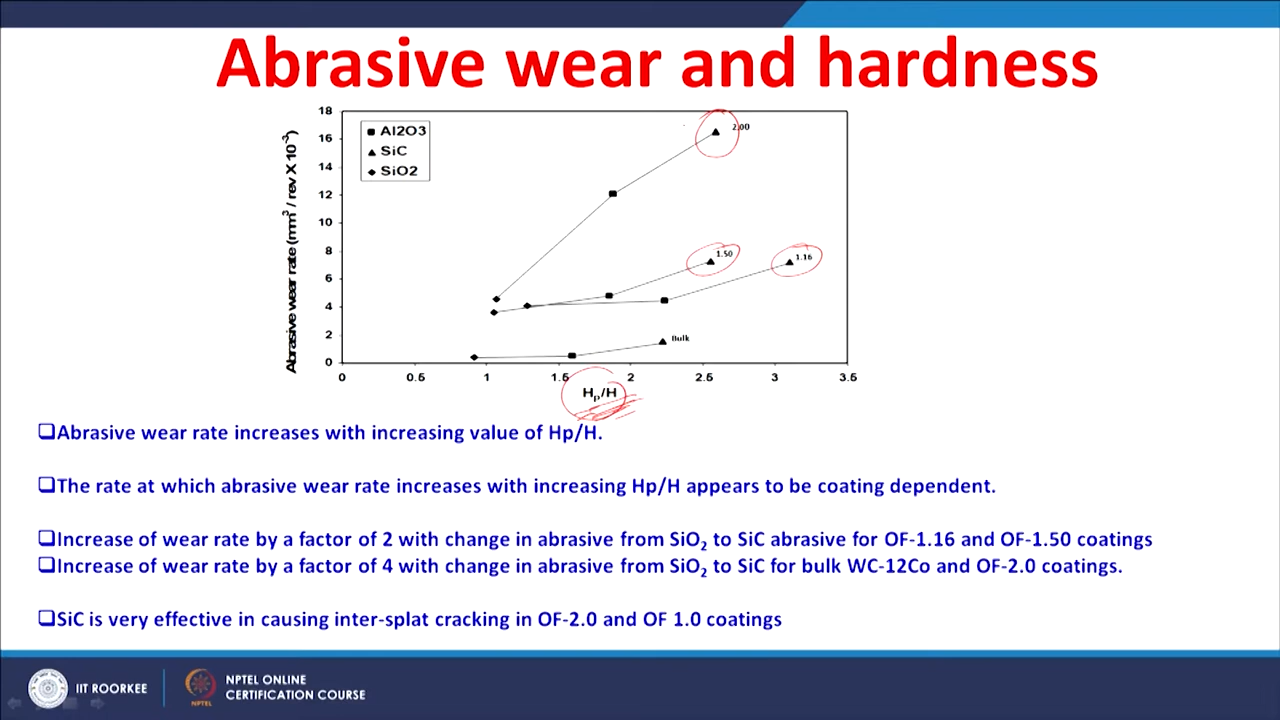 Abrasive wear and hardness
18
16
14
12
10
8
6
4
2
0
Abrasive wear rate (mm³ / rev X 10⁻³)
Al2O3
SiC
SiO2
2.00
1.50
1.16
Bulk
0 0.5 1 1.5 2 2.5 3 3.5
Hp/H
❑Abrasive wear rate increases with increasing value of Hp/H.
❑The rate at which abrasive wear rate increases with increasing Hp/H appears to be coating dependent.
❑Increase of wear rate by a factor of 2 with change in abrasive from SiO₂ to SiC abrasive for OF-1.16 and OF-1.50 coatings
❑Increase of wear rate by a factor of 4 with change in abrasive from SiO₂ to SiC for bulk WC-12Co and OF-2.0 coatings.
❑SiC is very effective in causing inter-splat cracking in OF-2.0 and OF 1.0 coatings
IIT ROORKEE
NPTEL
NPTEL ONLINE
CERTIFICATION COURSE